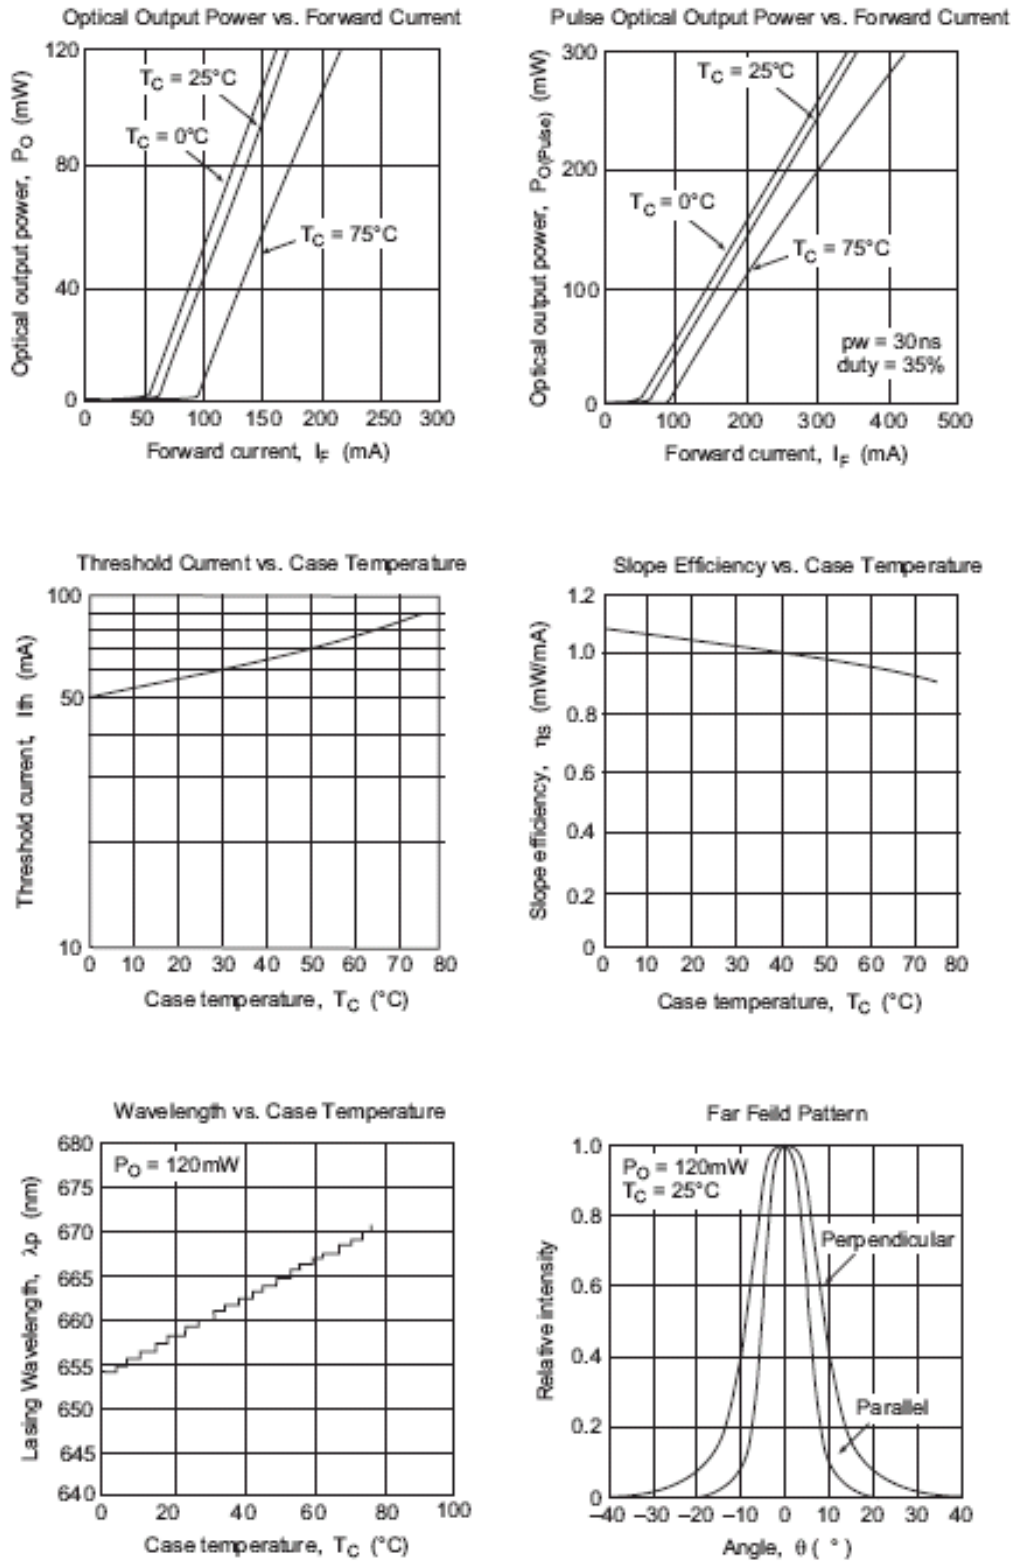 Optical Output Power vs. Forward Current
120
80
40
0
Optical output power, PO (mW)
TC = 25°C
TC = 0°C
TC = 75°C
0 50 100 150 200 250 300
Forward current, IF (mA)
Pulse Optical Output Power vs. Forward Current
300
200
100
0
Optical output power, PO(Pulse) (mW)
TC = 25°C
TC = 0°C
TC = 75°C
pw = 30ns
duty = 35%
0 100 200 300 400 500
Forward current, IF (mA)
Threshold Current vs. Case Temperature
100
50
10
Threshold current, Ith (mA)
0 10 20 30 40 60 70 80
Case temperature, TC (°C)
Slope Efficiency vs. Case Temperature
1.2
1.0
0.8
0.6
0.4
0.2
0
Slope efficiency, ηs (mW/mA)
0 10 20 30 40 50 60 70 80
Case temperature, TC (°C)
Wavelength vs. Case Temperature
680
675
670
665
660
655
650
645
640
Lasing Wavelength, λp (nm)
PO = 120mW
0 20 40 60 80 100
Case temperature, TC (°C)
Far Feild Pattern
1.0
0.8
0.6
0.4
0.2
0
Relative intensity
PO = 120mW
TC = 25°C
Perpendicular
Parallel
–40 –30 –20 –10 0 10 20 30 40
Angle, θ ( ° )